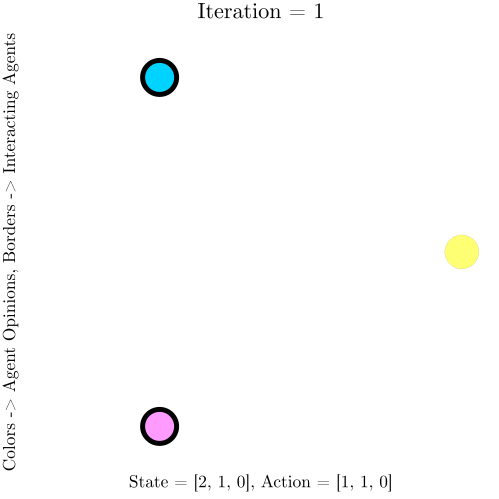 Iteration = 1
Colors -> Agent Opinions, Borders -> Interacting Agents
State = [2, 1, 0], Action = [1, 1, 0]